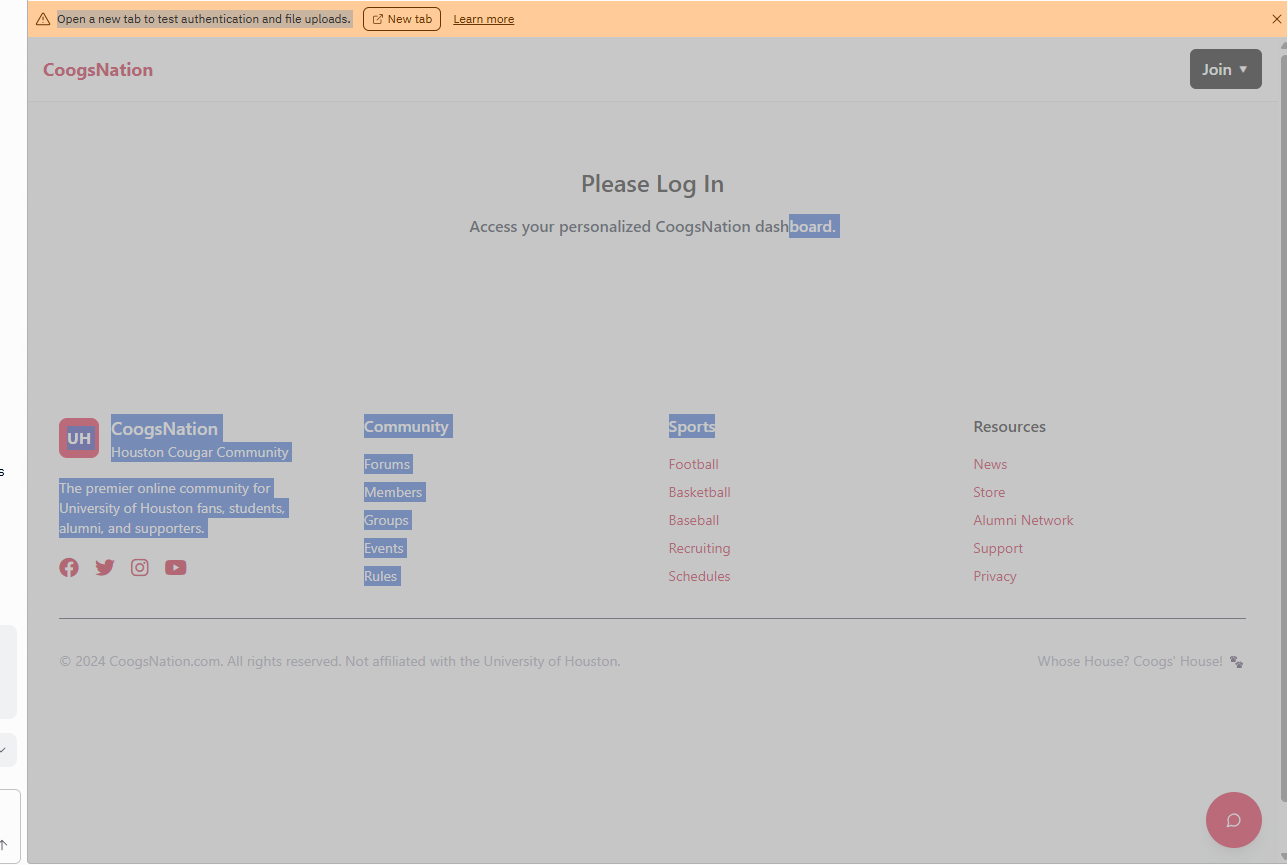 Open a new tab to test authentication and file uploads. New tab Learn more
CoogsNation
Join
Please Log In
Access your personalized CoogsNation dashboard.
UH
CoogsNation
Houston Cougar Community
The premier online community for
University of Houston fans, students,
alumni, and supporters.
Community
Forums
Members
Groups
Events
Rules
Sports
Football
Basketball
Baseball
Recruiting
Schedules
Resources
News
Store
Alumni Network
Support
Privacy
© 2024 CoogsNation.com. All rights reserved. Not affiliated with the University of Houston.
Whose House? Coogs' House! 🐾
s